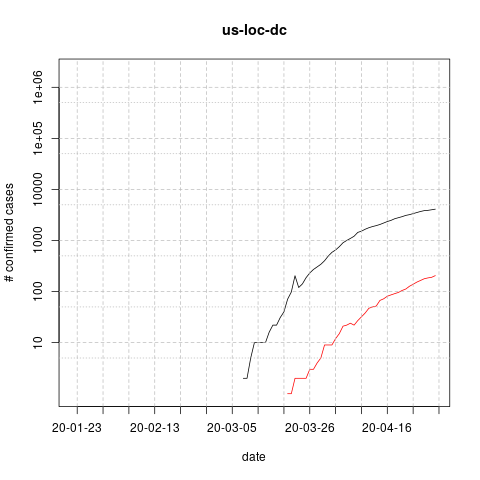 us-loc-dc
# confirmed cases
1e+06
1e+05
10000
1000
100
10
20-01-23
20-02-13
20-03-05
20-03-26
20-04-16
date